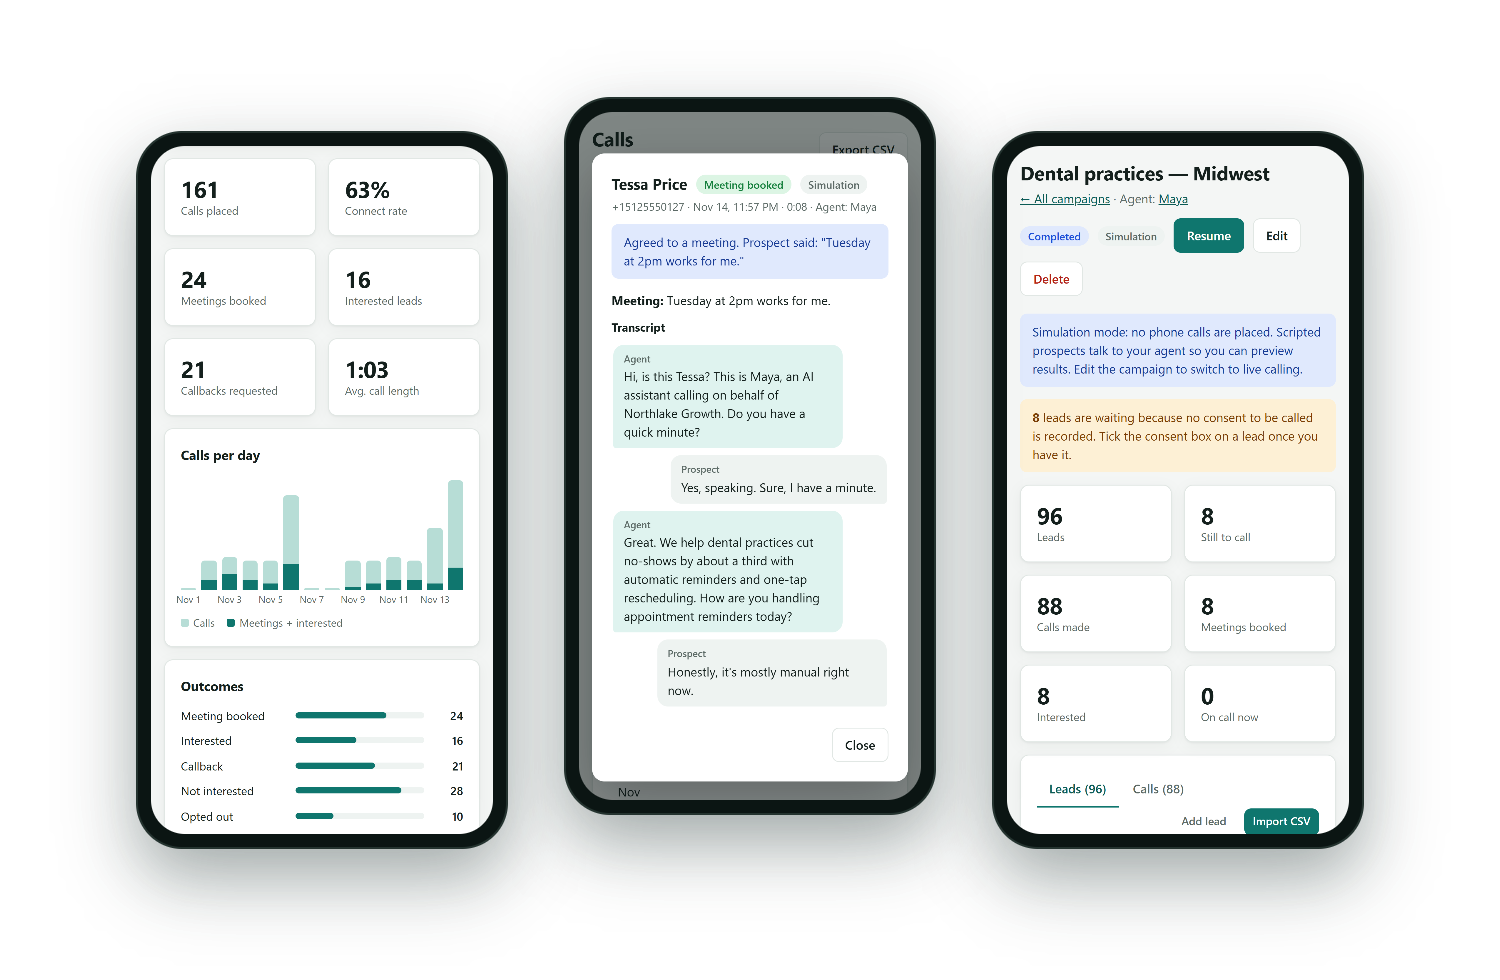 161
Calls placed
63%
Connect rate
24
Meetings booked
16
Interested leads
21
Callbacks requested
1:03
Avg. call length
Calls per day
Nov 1 Nov 3 Nov 5 Nov 7 Nov 9 Nov 11 Nov 13
Calls Meetings + interested
Outcomes
Meeting booked 24
Interested 16
Callback 21
Not interested 28
Opted out 10
Calls
Export CSV
Tessa Price Meeting booked Simulation
+15125550127 · Nov 14, 11:57 PM · 0:08 · Agent: Maya
Agreed to a meeting. Prospect said: "Tuesday
at 2pm works for me."
Meeting: Tuesday at 2pm works for me.
Transcript
Agent
Hi, is this Tessa? This is Maya, an AI
assistant calling on behalf of
Northlake Growth. Do you have a
quick minute?
Prospect
Yes, speaking. Sure, I have a minute.
Agent
Great. We help dental practices cut
no-shows by about a third with
automatic reminders and one-tap
rescheduling. How are you handling
appointment reminders today?
Prospect
Honestly, it's mostly manual right
now.
Close
Nov
Dental practices — Midwest
← All campaigns · Agent: Maya
Completed Simulation Resume Edit
Delete
Simulation mode: no phone calls are placed. Scripted
prospects talk to your agent so you can preview
results. Edit the campaign to switch to live calling.
8 leads are waiting because no consent to be called
is recorded. Tick the consent box on a lead once you
have it.
96
Leads
8
Still to call
88
Calls made
8
Meetings booked
8
Interested
0
On call now
Leads (96) Calls (88)
Add lead Import CSV